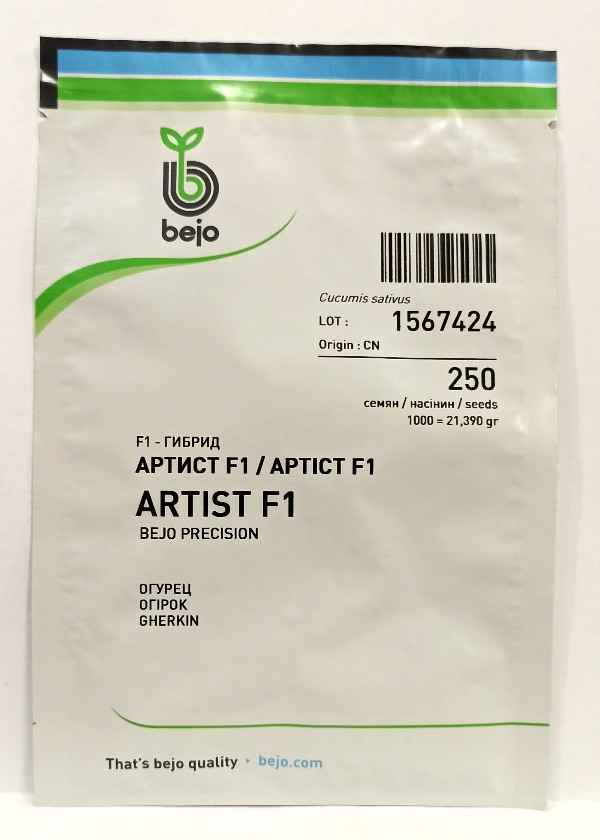 bejo
Cucumis sativus
LOT : 1567424
Origin : CN
250
семян / насінин / seeds
1000 = 21,390 gr
F1 - ГИБРИД
АРТИСТ F1 / АРТІСТ F1
ARTIST F1
BEJO PRECISION
ОГУРЕЦ
ОГІРОК
GHERKIN
That's bejo quality ‣ bejo.com